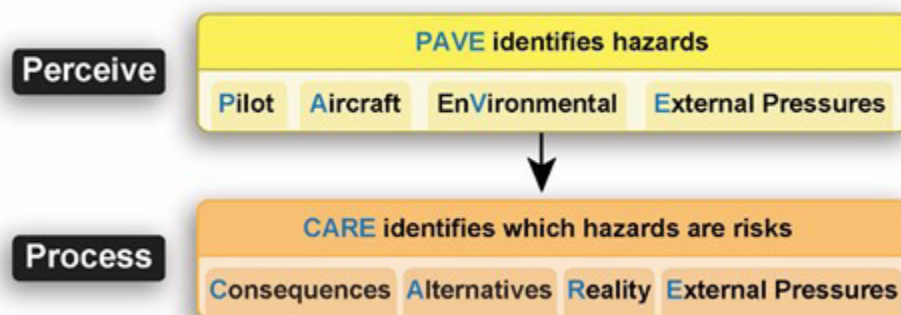 PAVE identifies hazards
Perceive
Pilot Aircraft EnVironmental External Pressures
CARE identifies which hazards are risks
Process
Consequences Alternatives Reality External Pressures